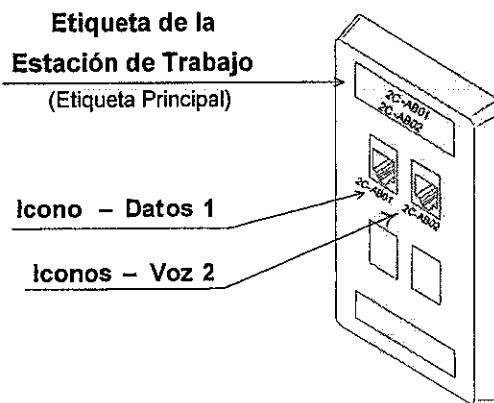 Etiqueta de la
Estación de Trabajo
(Etiqueta Principal)
2C-AB01
2C-AB02
2C-AB01
2C-AB02
Icono – Datos 1
Iconos – Voz 2